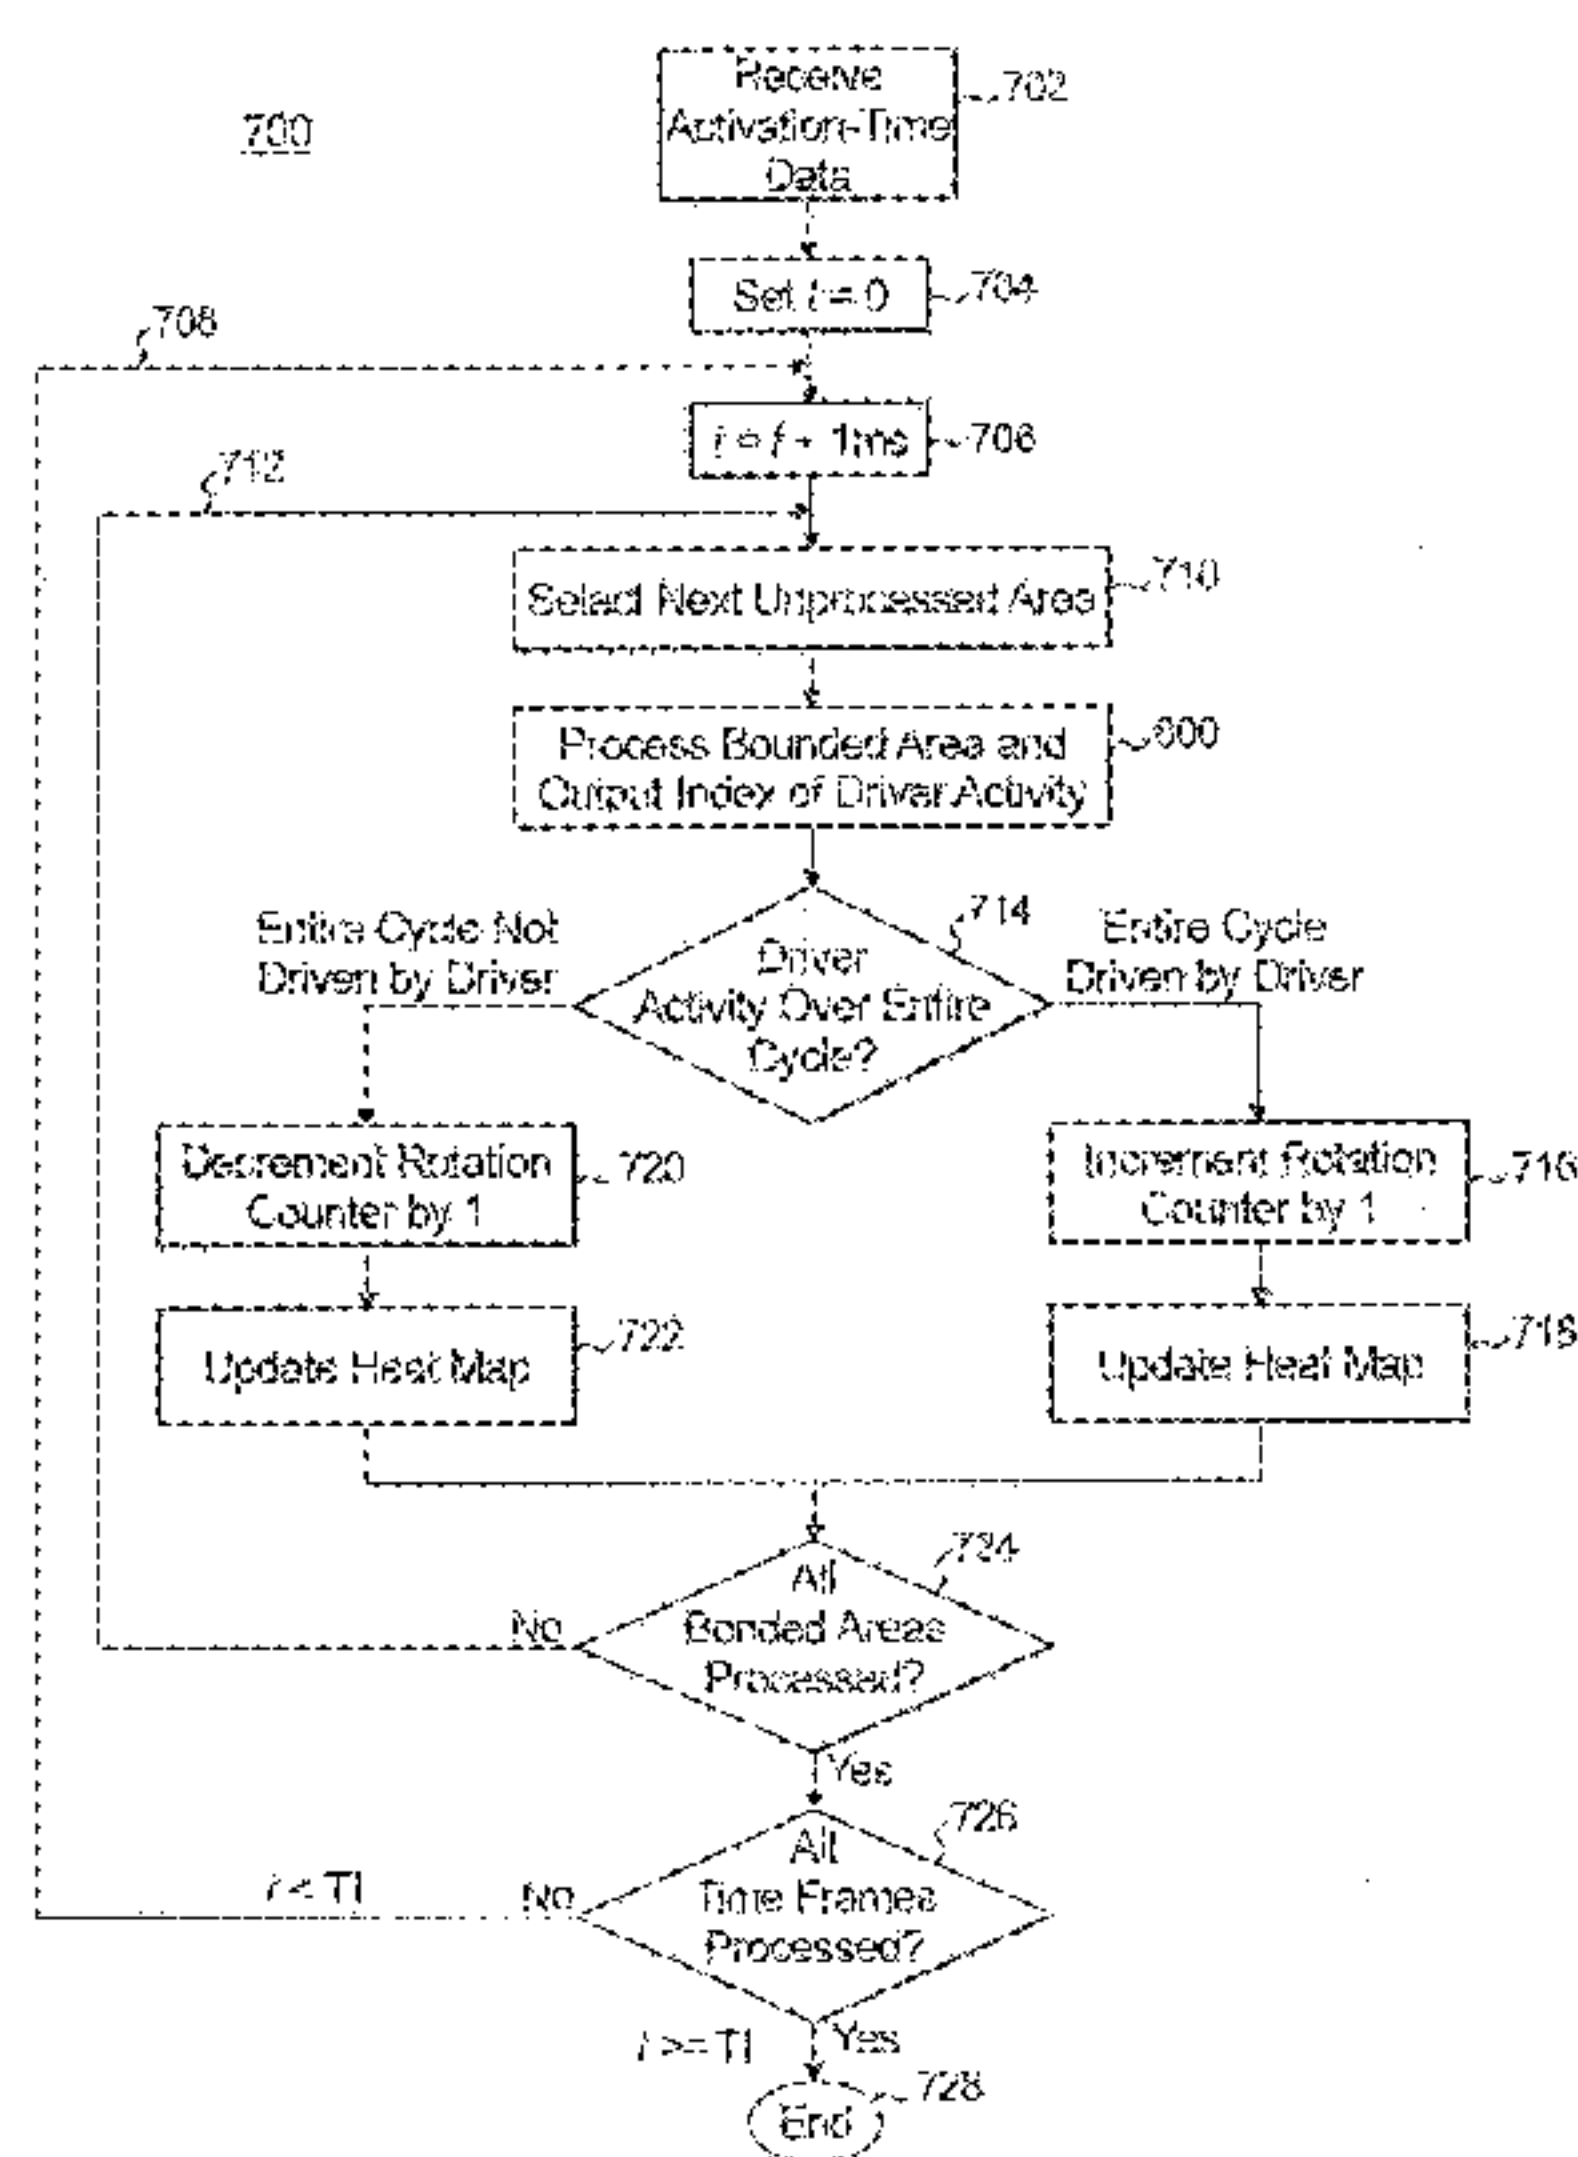 700
Receive
Activation-Time
Data
702
Set t = 0
704
708
706
712
Select Next Unprocessed Area
710
Process Bounded Area and
Output Index of Driver Activity
600
Driver
Activity Over Entire
Cycle?
714
Entire Cycle Not
Driven by Driver
Entire Cycle
Driven by Driver
Decrement Rotation
Counter by 1
720
Increment Rotation
Counter by 1
716
Update Heat Map
722
Update Heat Map
718
All
Bonded Areas
Processed?
724
No
Yes
All
Time Frames
Processed?
726
No
Yes
End
728